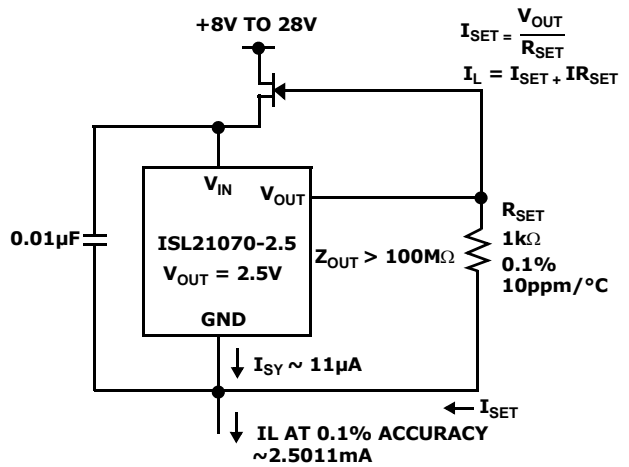 +8V TO 28V
I_SET = V_OUT / R_SET
I_L = I_SET + IR_SET
V_IN
V_OUT
0.01µF
ISL21070-2.5
V_OUT = 2.5V
GND
Z_OUT > 100MΩ
R_SET
1kΩ
0.1%
10ppm/°C
I_SY ~ 11µA
I_SET
IL AT 0.1% ACCURACY
~2.5011mA